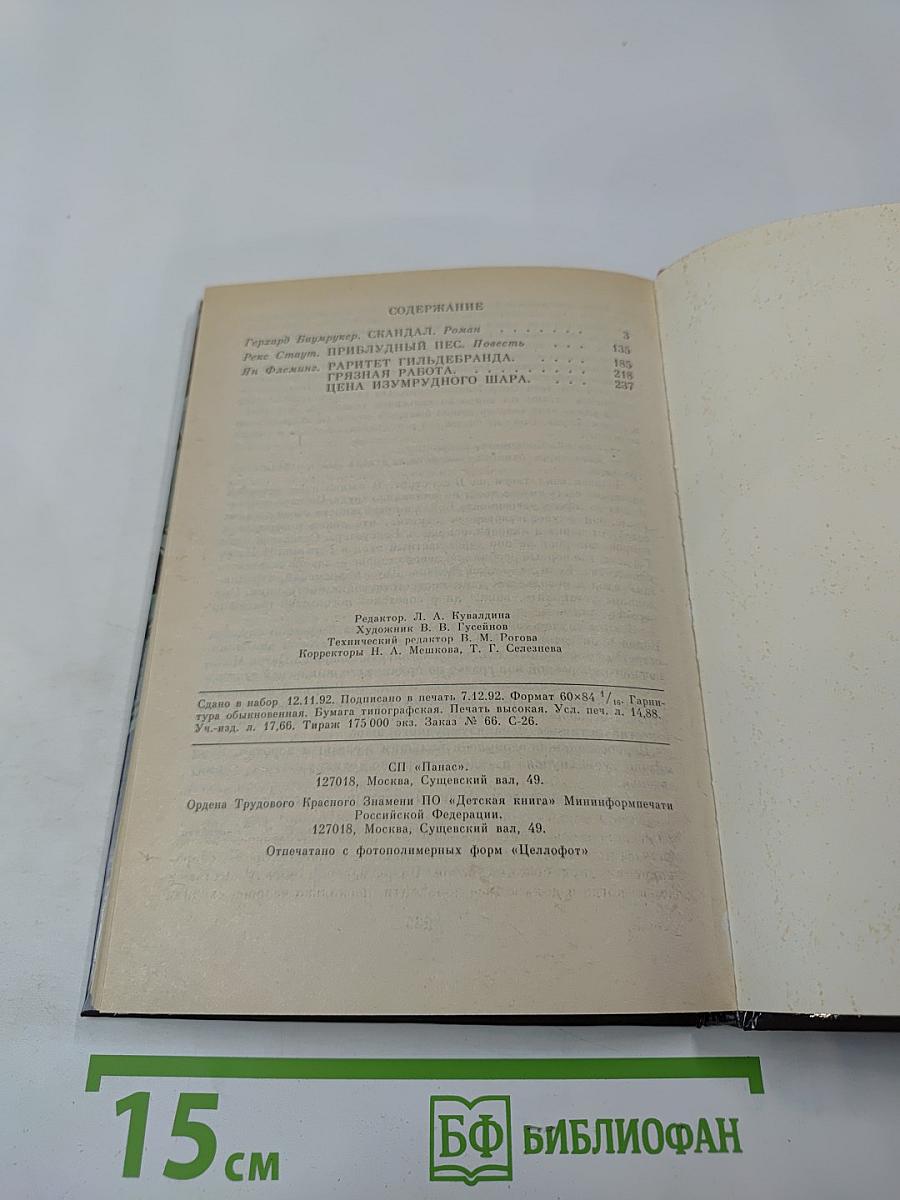 СОДЕРЖАНИЕ
Герхард Баумрукер. СКАНДАЛ. Роман . . . . . . . 3
Рекс Стаут. ПРИБЛУДНЫЙ ПЕС. Повесть . . . 135
Ян Флеминг. РАРИТЕТ ГИЛЬДЕБРАНДА. . . . . 185
ГРЯЗНАЯ РАБОТА. . . . . . . . . . 218
ЦЕНА ИЗУМРУДНОГО ШАРА. . . . 237
Редактор. Л. А. Кувалдина
Художник В. В. Гусейнов
Технический редактор В. М. Рогова
Корректоры Н. А. Мешкова, Т. Г. Селезнева
Сдано в набор 12.11.92. Подписано в печать 7.12.92. Формат 60×84 1/16. Гарни-
тура обыкновенная. Бумага типографская. Печать высокая. Усл. печ. л. 14,88.
Уч.-изд. л. 17,66. Тираж 175 000 экз. Заказ № 66. С-26.
СП «Панас».
127018, Москва, Сущевский вал, 49.
Ордена Трудового Красного Знамени ПО «Детская книга» Мининформпечати
Российской Федерации.
127018, Москва, Сущевский вал, 49.
Отпечатано с фотополимерных форм «Целлофот»
15 см
БФ БИБЛИОФАН